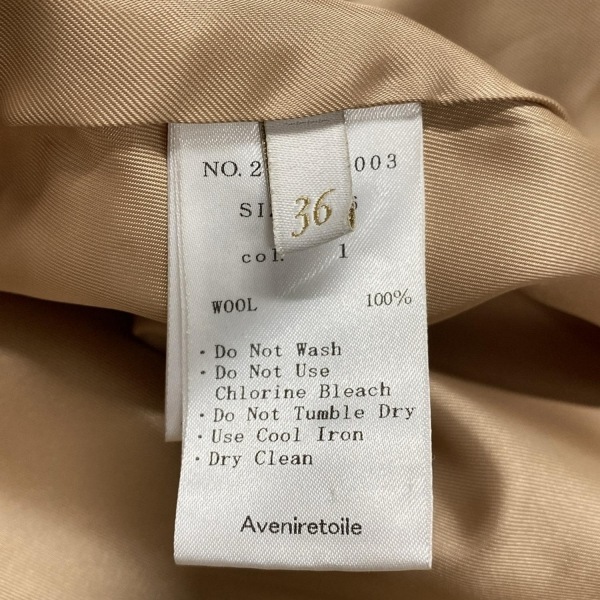 NO. 2 003
36
col. 1
WOOL 100%
· Do Not Wash
· Do Not Use
Chlorine Bleach
· Do Not Tumble Dry
· Use Cool Iron
· Dry Clean
Aveniretoile